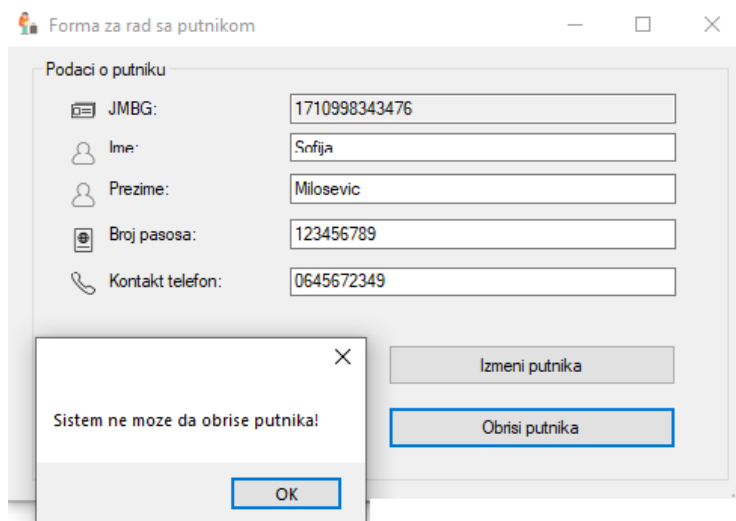 Forma za rad sa putnikom
Podaci o putniku
JMBG: 1710998343476
Ime: Sofija
Prezime: Milosevic
Broj pasosa: 123456789
Kontakt telefon: 0645672349
Izmeni putnika
Sistem ne moze da obrise putnika!
Obrisi putnika
OK